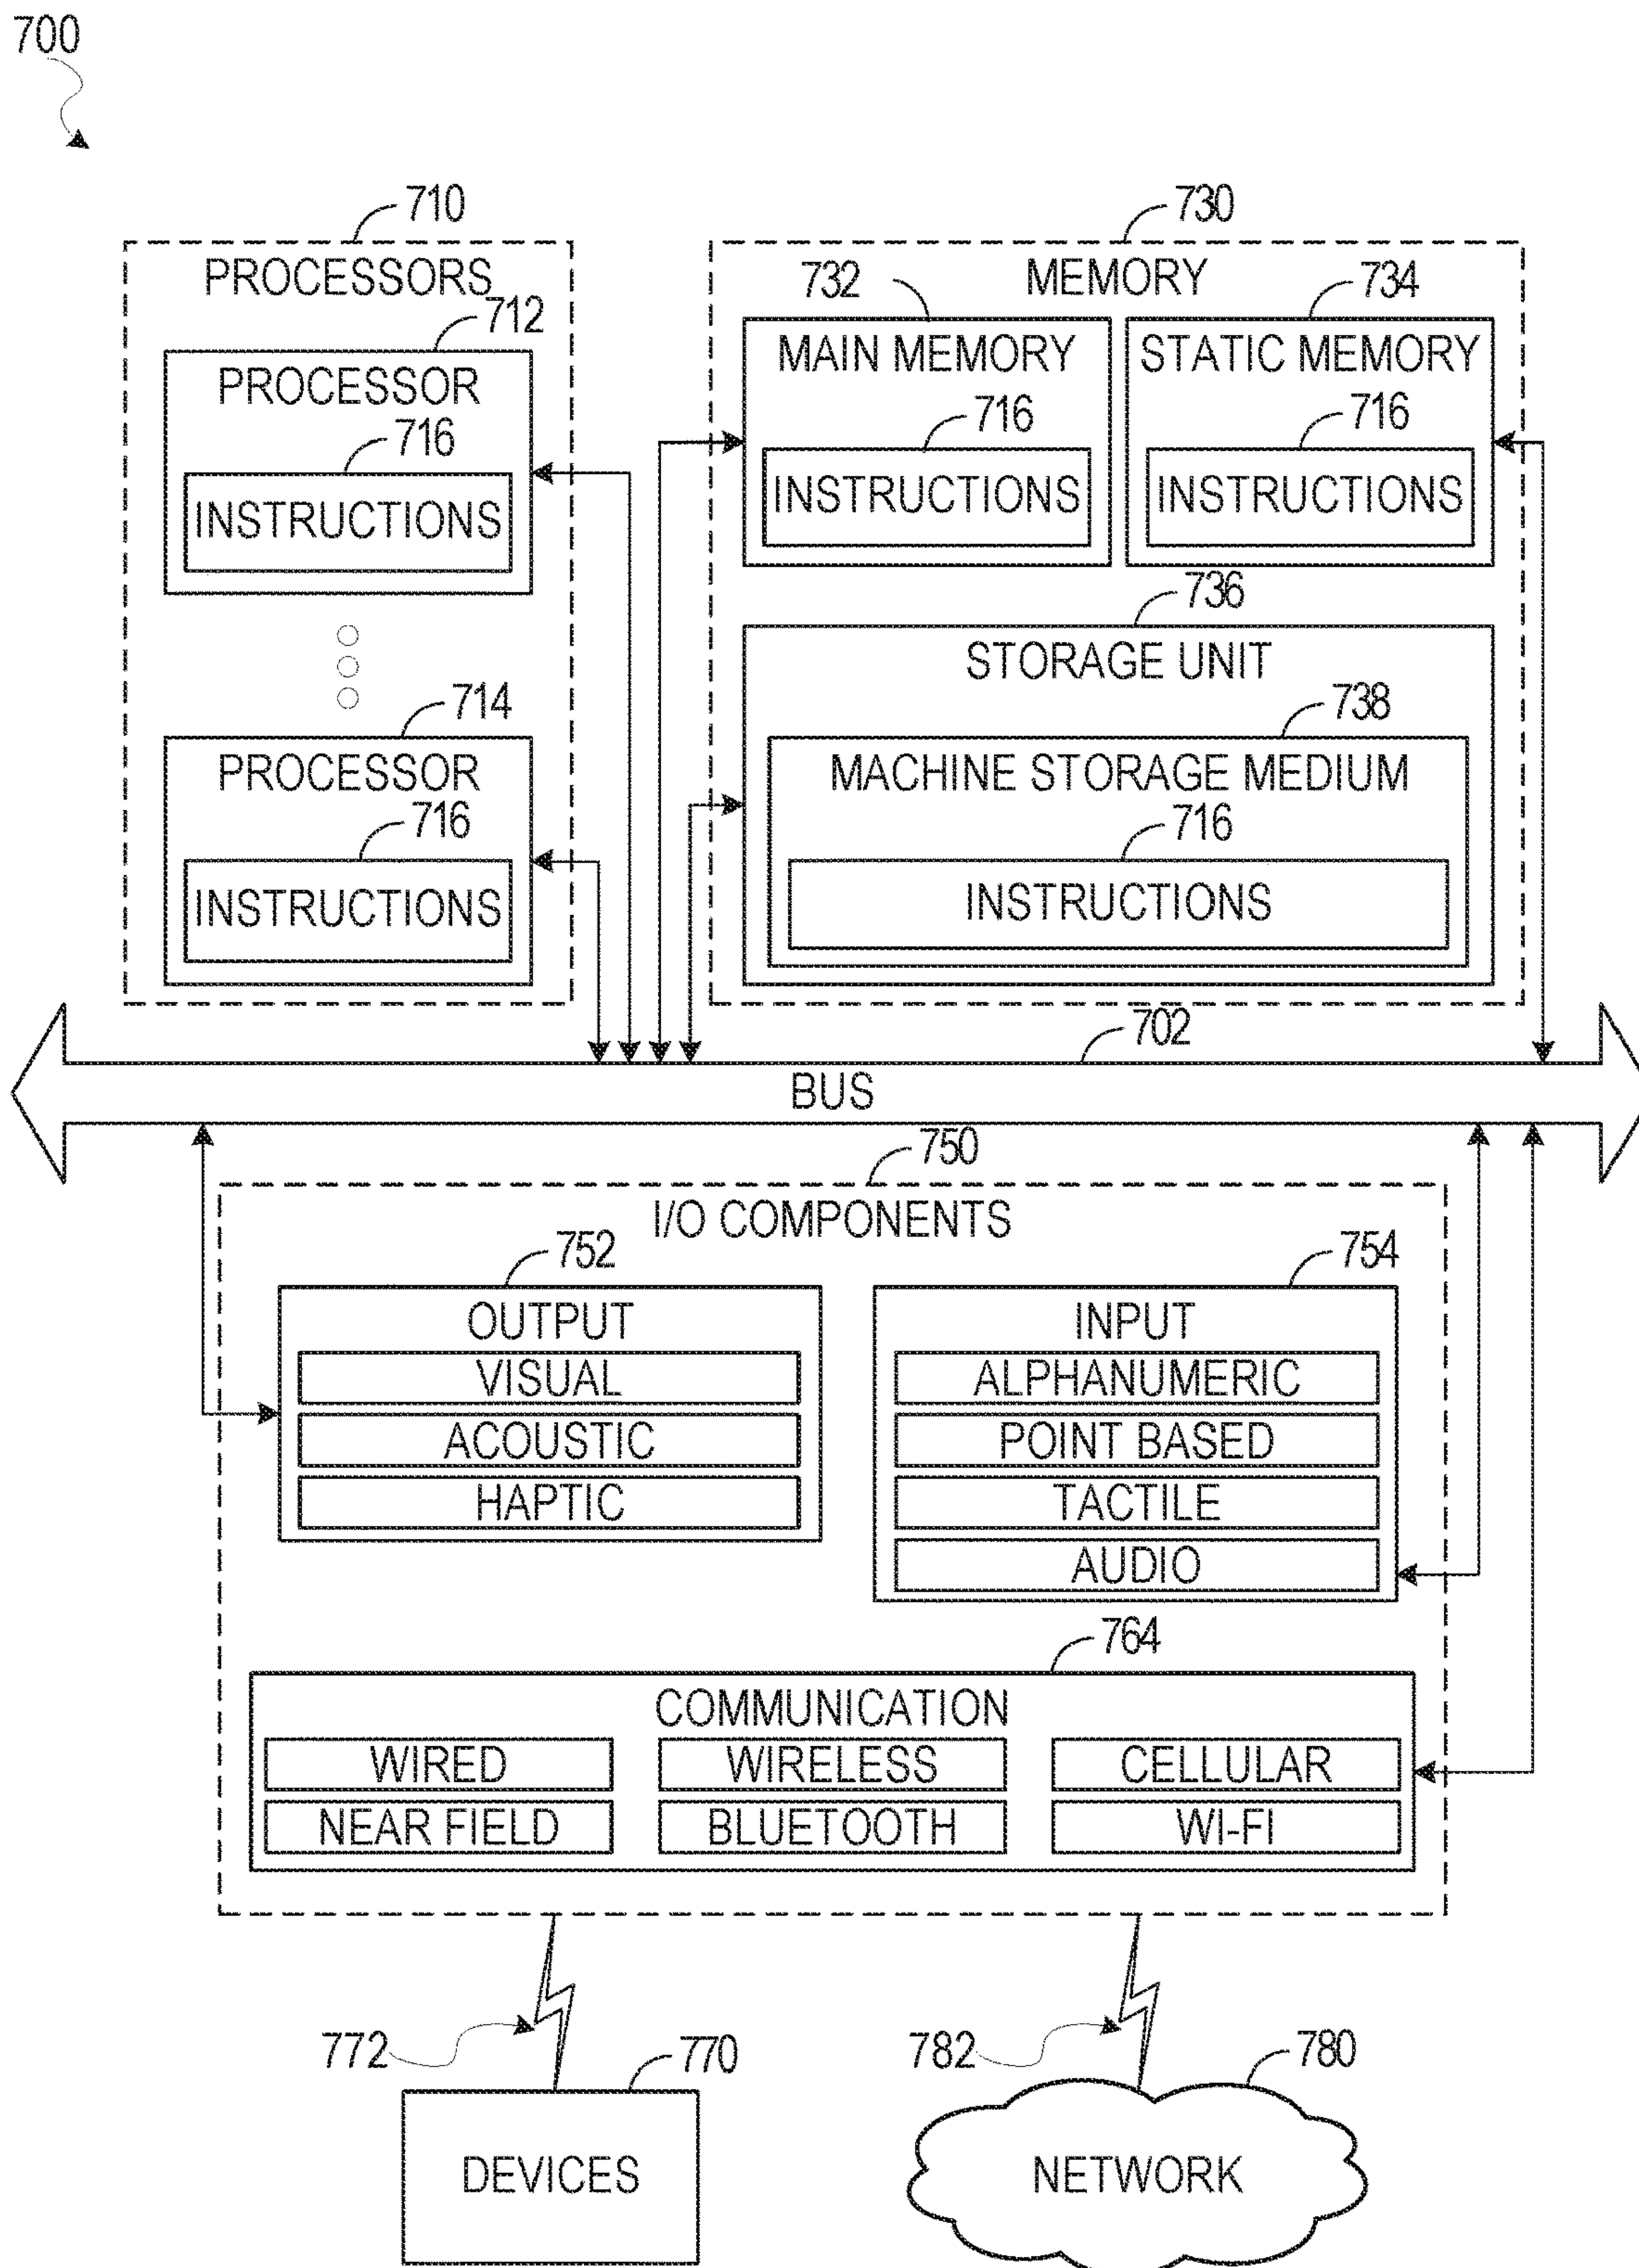 700
710
PROCESSORS
712
PROCESSOR
716
INSTRUCTIONS
714
PROCESSOR
716
INSTRUCTIONS
730
MEMORY
732
MAIN MEMORY
716
INSTRUCTIONS
734
STATIC MEMORY
716
INSTRUCTIONS
736
STORAGE UNIT
738
MACHINE STORAGE MEDIUM
716
INSTRUCTIONS
702
BUS
750
I/O COMPONENTS
752
OUTPUT
VISUAL
ACOUSTIC
HAPTIC
754
INPUT
ALPHANUMERIC
POINT BASED
TACTILE
AUDIO
764
COMMUNICATION
WIRED
WIRELESS
CELLULAR
NEAR FIELD
BLUETOOTH
WI-FI
772
770
DEVICES
782
780
NETWORK